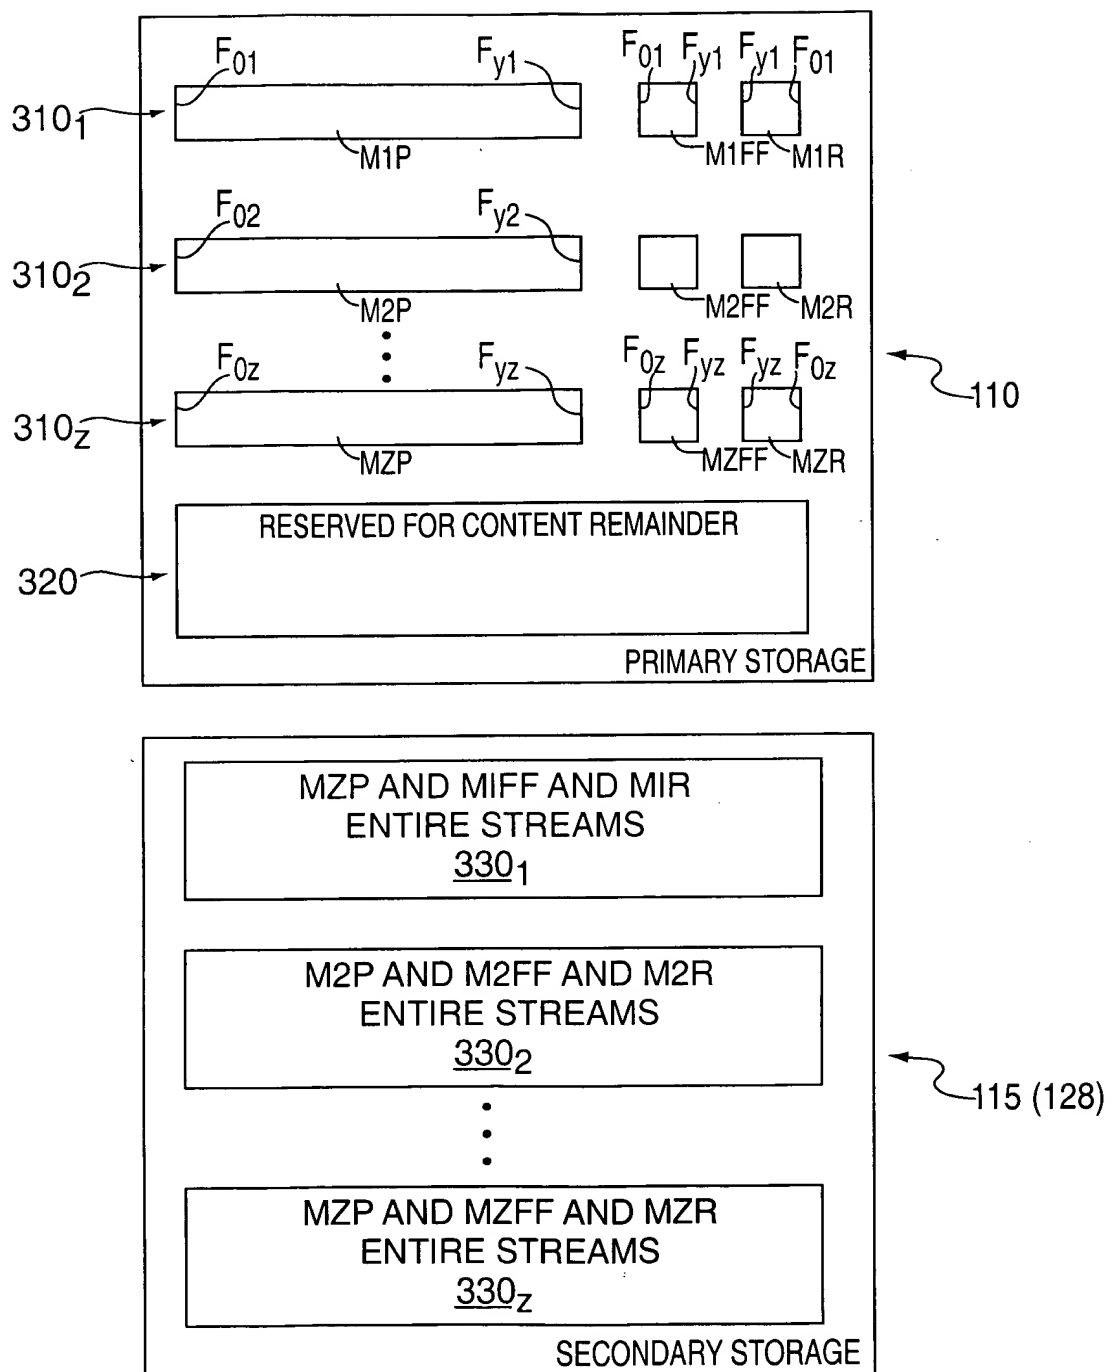 F01 Fy1 F01 Fy1 Fy1 F01
3101
M1P M1FF M1R
F02 Fy2
3102
M2P M2FF M2R
F0z Fyz F0z Fyz Fyz F0z
110
310z
MZP MZFF MZR
RESERVED FOR CONTENT REMAINDER
320
PRIMARY STORAGE
MZP AND MIFF AND MIR
ENTIRE STREAMS
3301
M2P AND M2FF AND M2R
ENTIRE STREAMS
3302
115 (128)
MZP AND MZFF AND MZR
ENTIRE STREAMS
330z
SECONDARY STORAGE